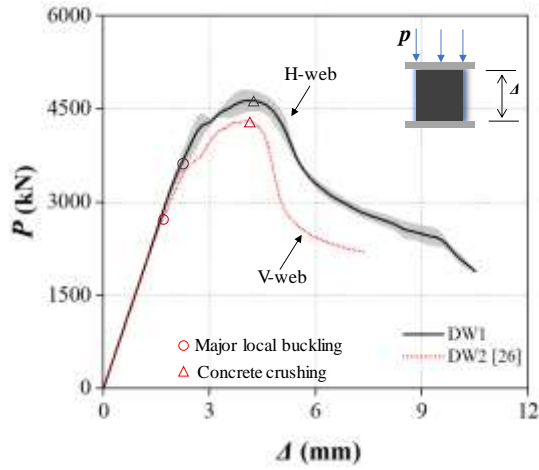 6000
4500
3000
1500
0
P (kN)
p
Δ
H-web
V-web
Major local buckling
Concrete crushing
DW1
DW2 [26]
0
3
6
9
12
Δ (mm)